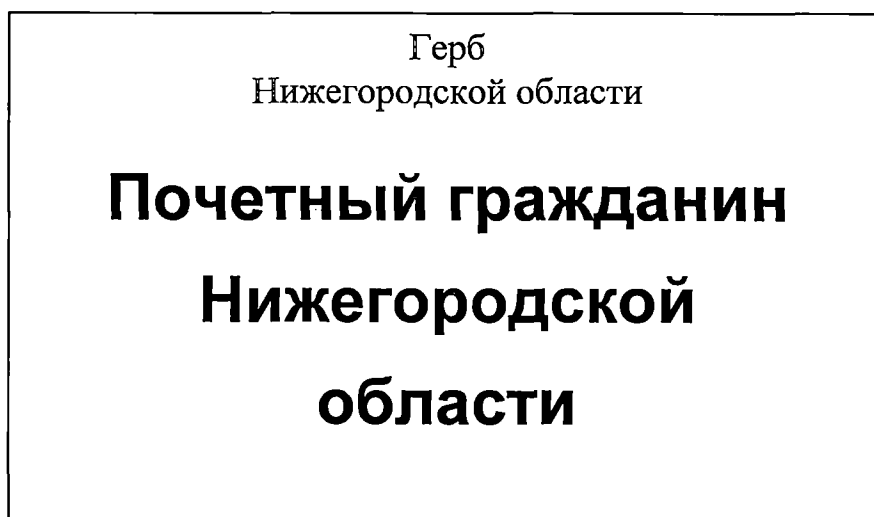 Герб
Нижегородской области
Почетный гражданин
Нижегородской
области